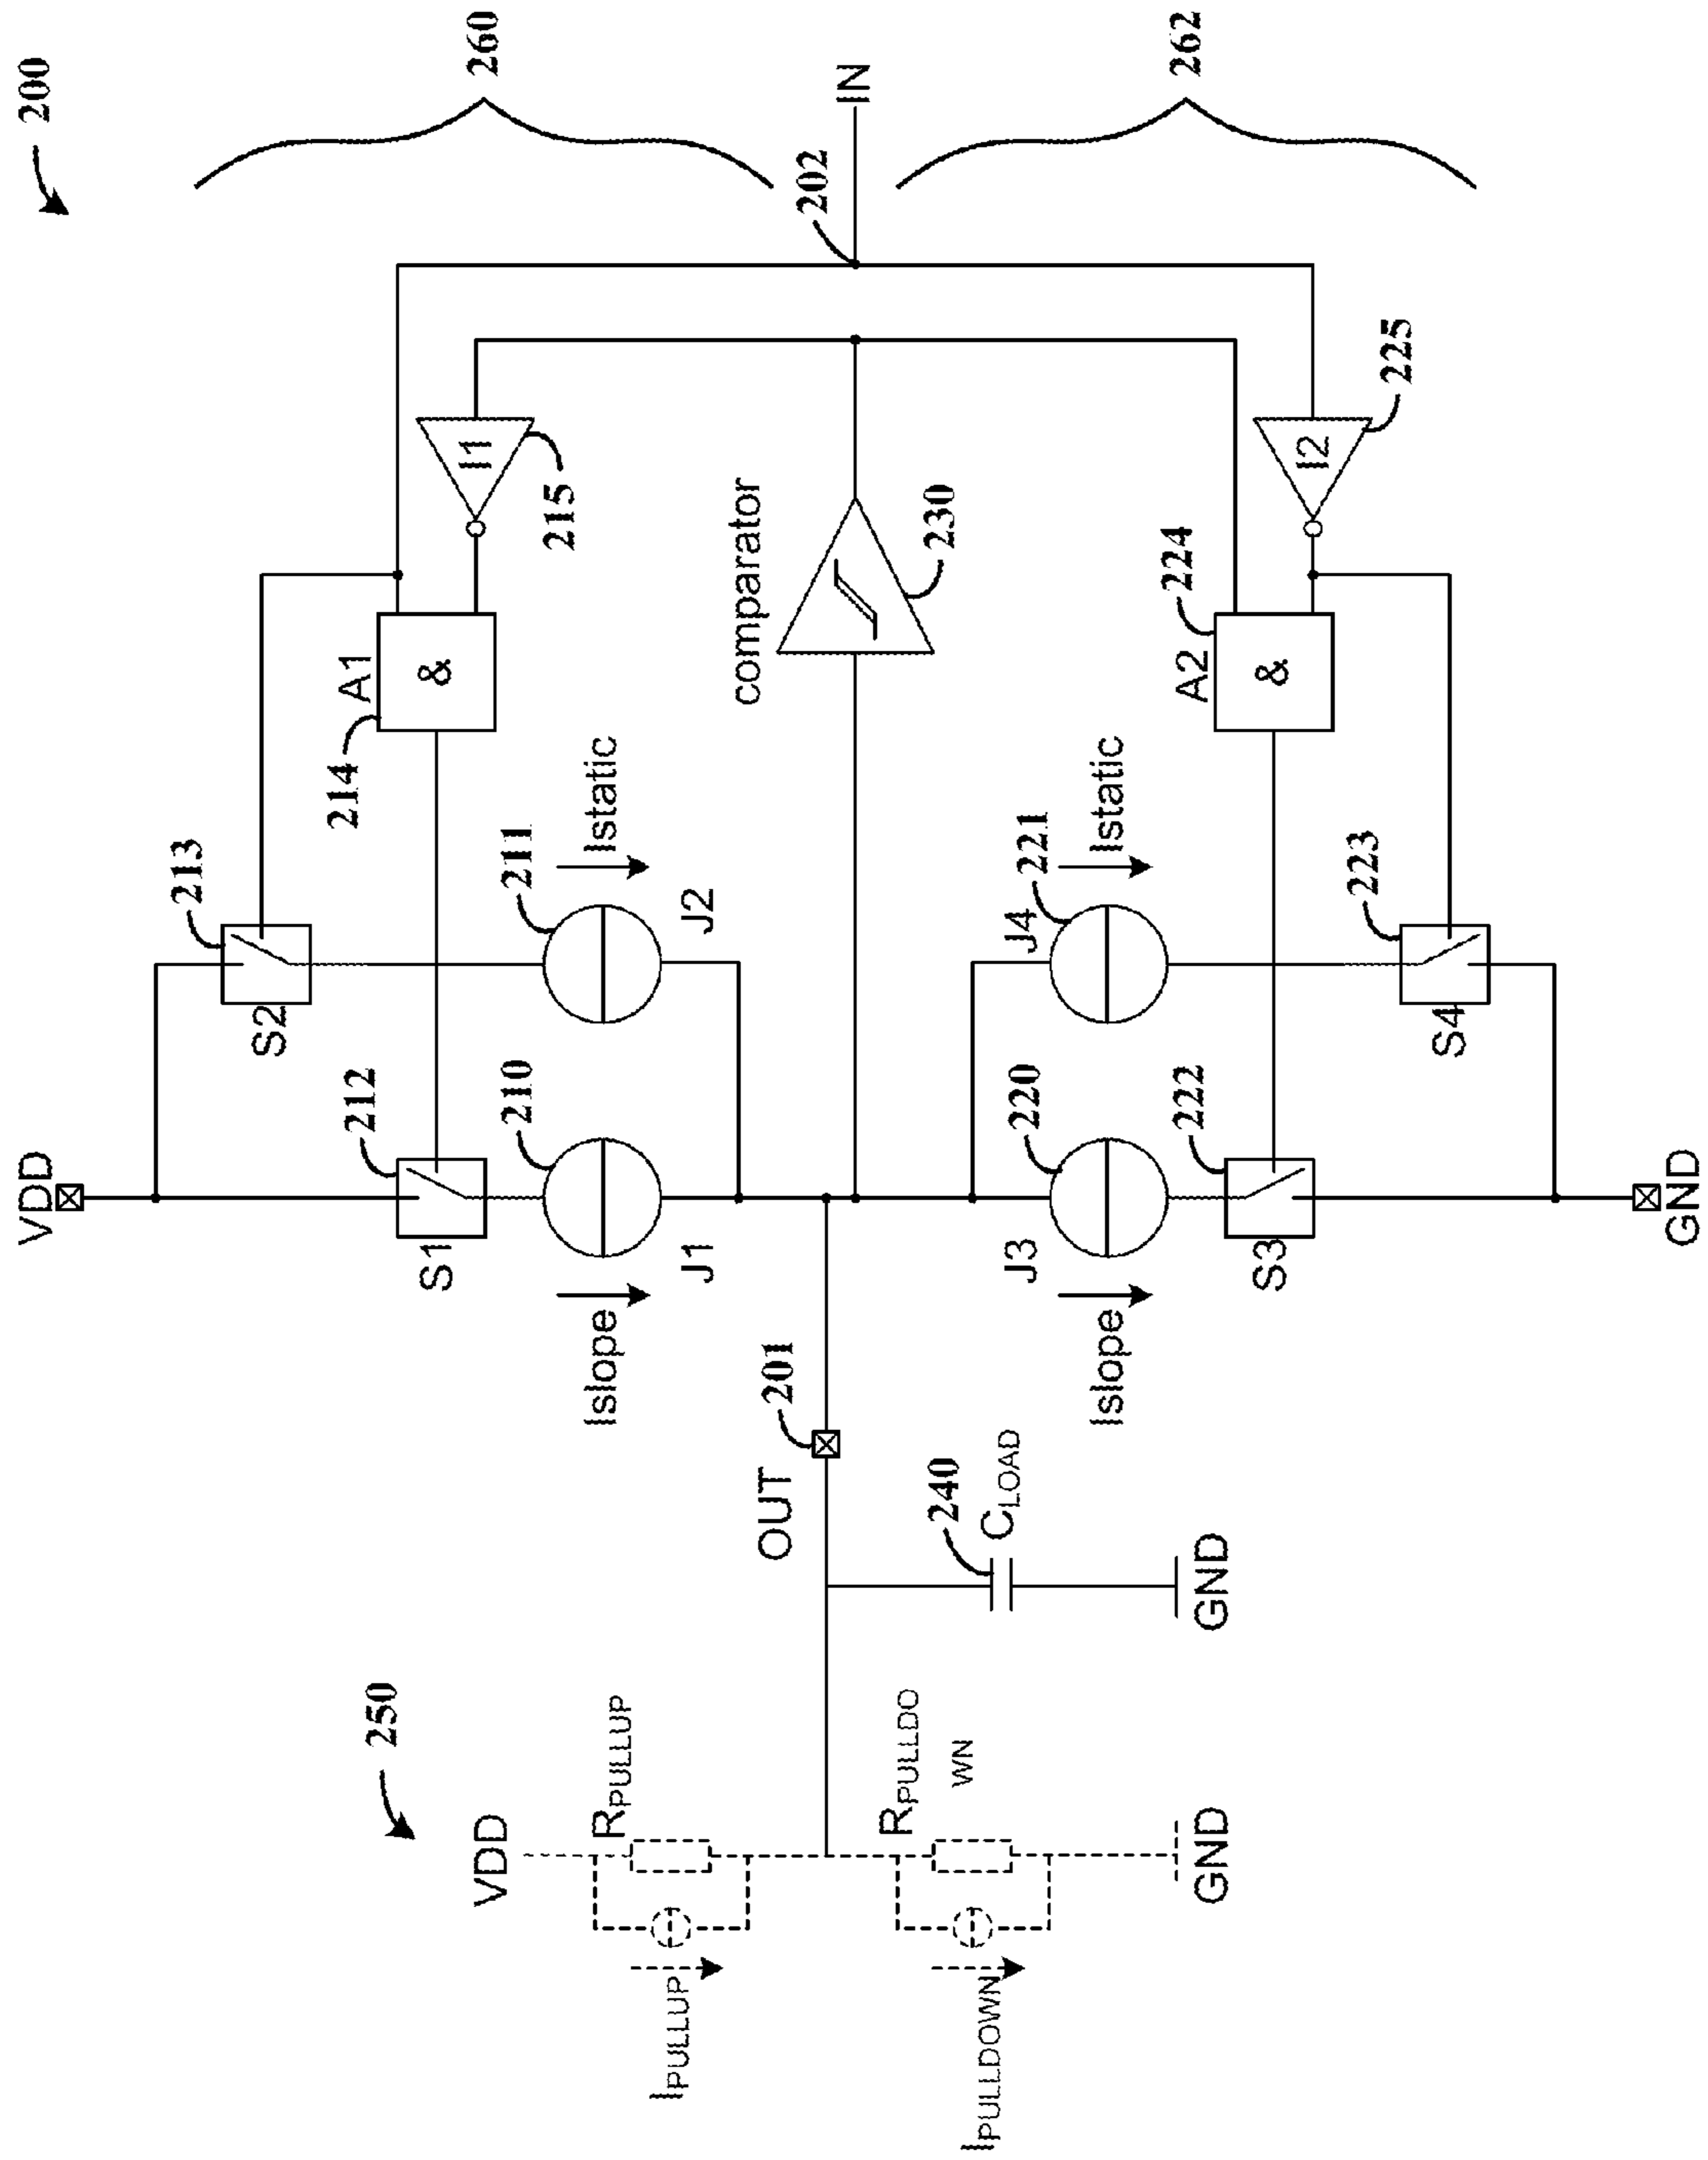 200
260
262
VDD
S2
213
S1
212
A1
&
214
I1
215
210
211
Islope
Istatic
J1
J2
202
IN
comparator
230
OUT
201
J3
J4
220
221
Islope
Istatic
S3
222
S4
223
A2
&
224
I2
225
GND
240
CLOAD
GND
250
VDD
RPULLUP
IPULLUP
RPULLDO
WN
IPULLDOWN
GND